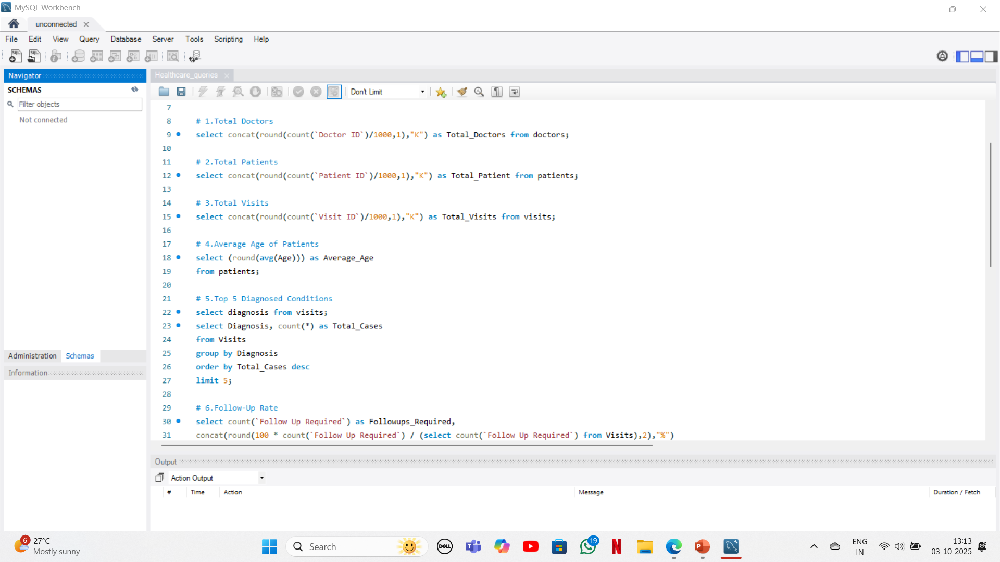 MySQL Workbench
unconnected
File Edit View Query Database Server Tools Scripting Help
Navigator
SCHEMAS
Filter objects
Not connected
Administration Schemas
Information
Healthcare_queries
Don't Limit
7
8 # 1.Total Doctors
9 select concat(round(count(`Doctor ID`)/1000,1),"K") as Total_Doctors from doctors;
10
11 # 2.Total Patients
12 select concat(round(count(`Patient ID`)/1000,1),"K") as Total_Patient from patients;
13
14 # 3.Total Visits
15 select concat(round(count(`Visit ID`)/1000,1),"K") as Total_Visits from visits;
16
17 # 4.Average Age of Patients
18 select (round(avg(Age))) as Average_Age
19 from patients;
20
21 # 5.Top 5 Diagnosed Conditions
22 select diagnosis from visits;
23 select Diagnosis, count(*) as Total_Cases
24 from Visits
25 group by Diagnosis
26 order by Total_Cases desc
27 limit 5;
28
29 # 6.Follow-Up Rate
30 select count(`Follow Up Required`) as Followups_Required,
31 concat(round(100 * count(`Follow Up Required`) / (select count(`Follow Up Required`) from Visits),2),"%")
Output
Action Output
# Time Action Message Duration / Fetch
6
27°C
Mostly sunny
Search
DELL
19
ENG
IN
13:13
03-10-2025